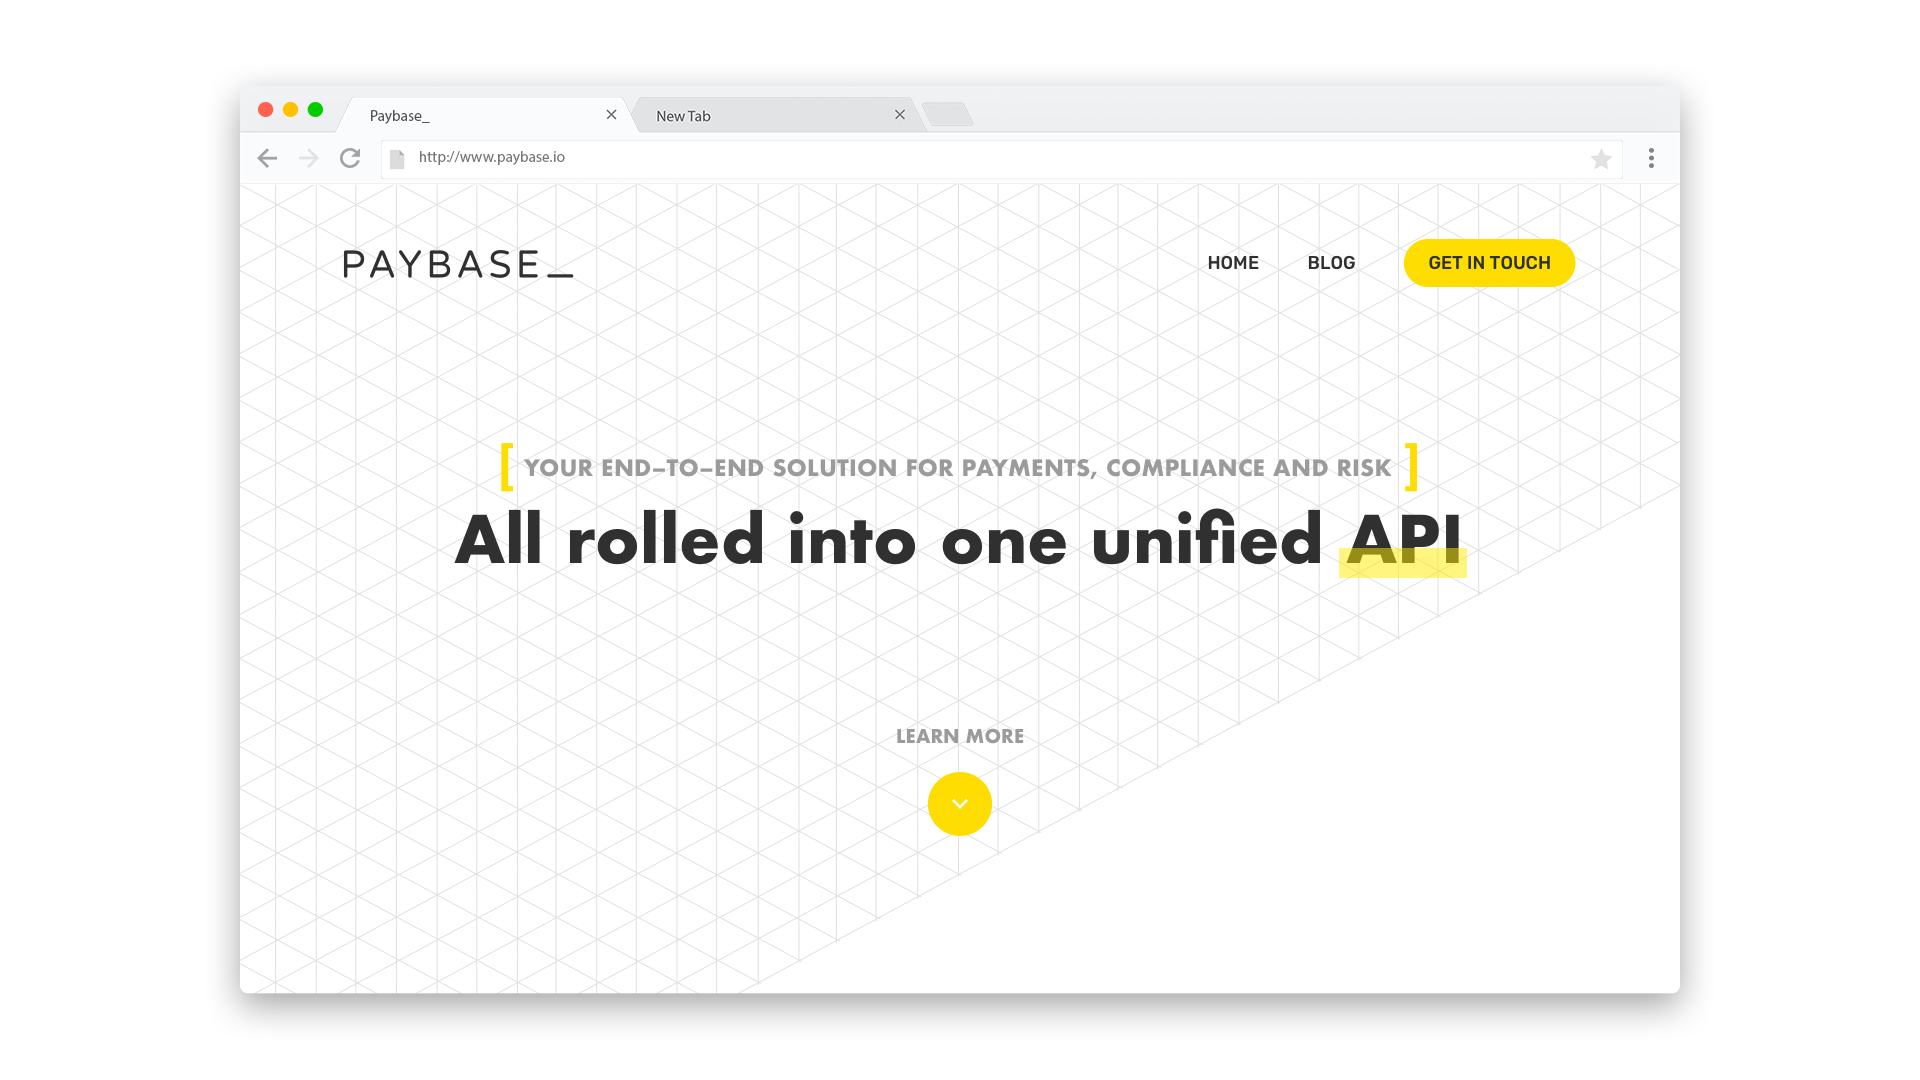 Paybase_
New Tab
http://www.paybase.io
PAYBASE_
HOME
BLOG
GET IN TOUCH
[ YOUR END–TO–END SOLUTION FOR PAYMENTS, COMPLIANCE AND RISK ]
All rolled into one unified API
LEARN MORE